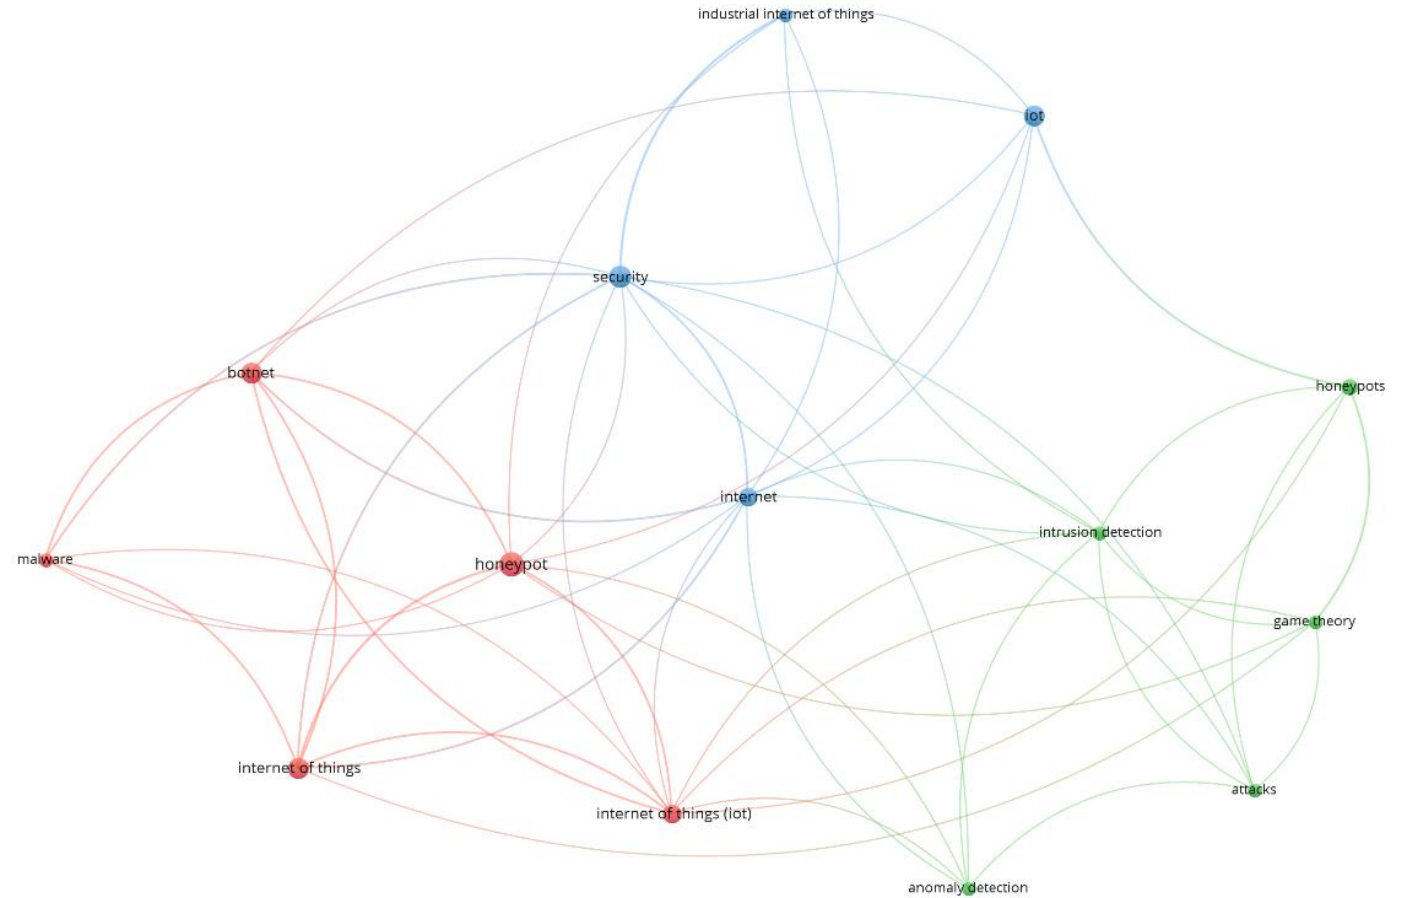 industrial internet of things
iot
security
botnet
honeypots
internet
intrusion detection
malware
honeypot
game theory
internet of things
attacks
internet of things (iot)
anomaly detection